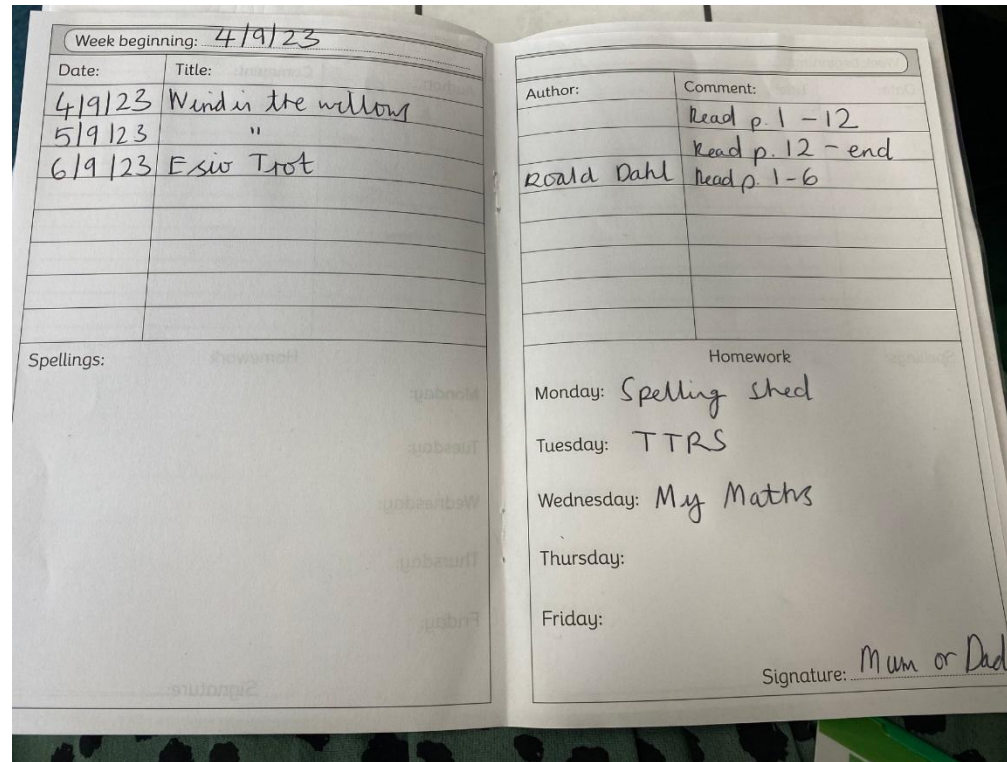 Week beginning: 4/9/23
Date: Title:
4/9/23 Wind in the willows
5/9/23 "
6/9/23 Esio Trot
Spellings:
Author: Comment:
Read p. 1 - 12
Read p. 12 - end
Roald Dahl Read p. 1-6
Homework
Monday: Spelling Shed
Tuesday: TTRS
Wednesday: My Maths
Thursday:
Friday:
Signature: Mum or Dad